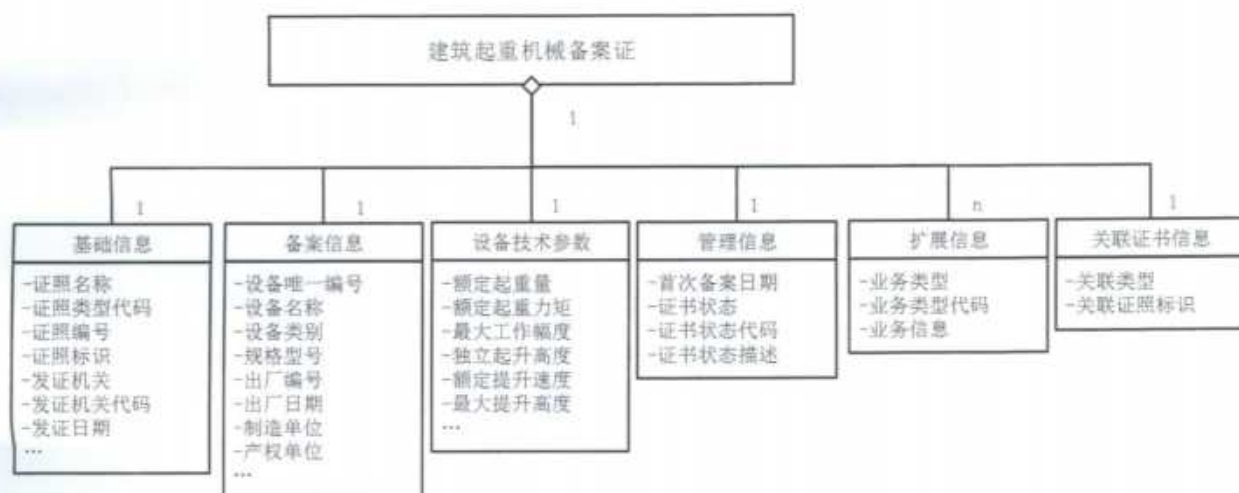 建筑起重机械备案证
1
1
基础信息
-证照名称
-证照类型代码
-证照编号
-证照标识
-发证机关
-发证机关代码
-发证日期
…
1
备案信息
-设备唯一编号
-设备名称
-设备类别
-规格型号
-出厂编号
-出厂日期
-制造单位
-产权单位
…
1
设备技术参数
-额定起重量
-额定起重力矩
-最大工作幅度
-独立起升高度
-额定提升速度
-最大提升高度
…
1
管理信息
-首次备案日期
-证书状态
-证书状态代码
-证书状态描述
n
扩展信息
-业务类型
-业务类型代码
-业务信息
1
关联证书信息
-关联类型
-关联证照标识